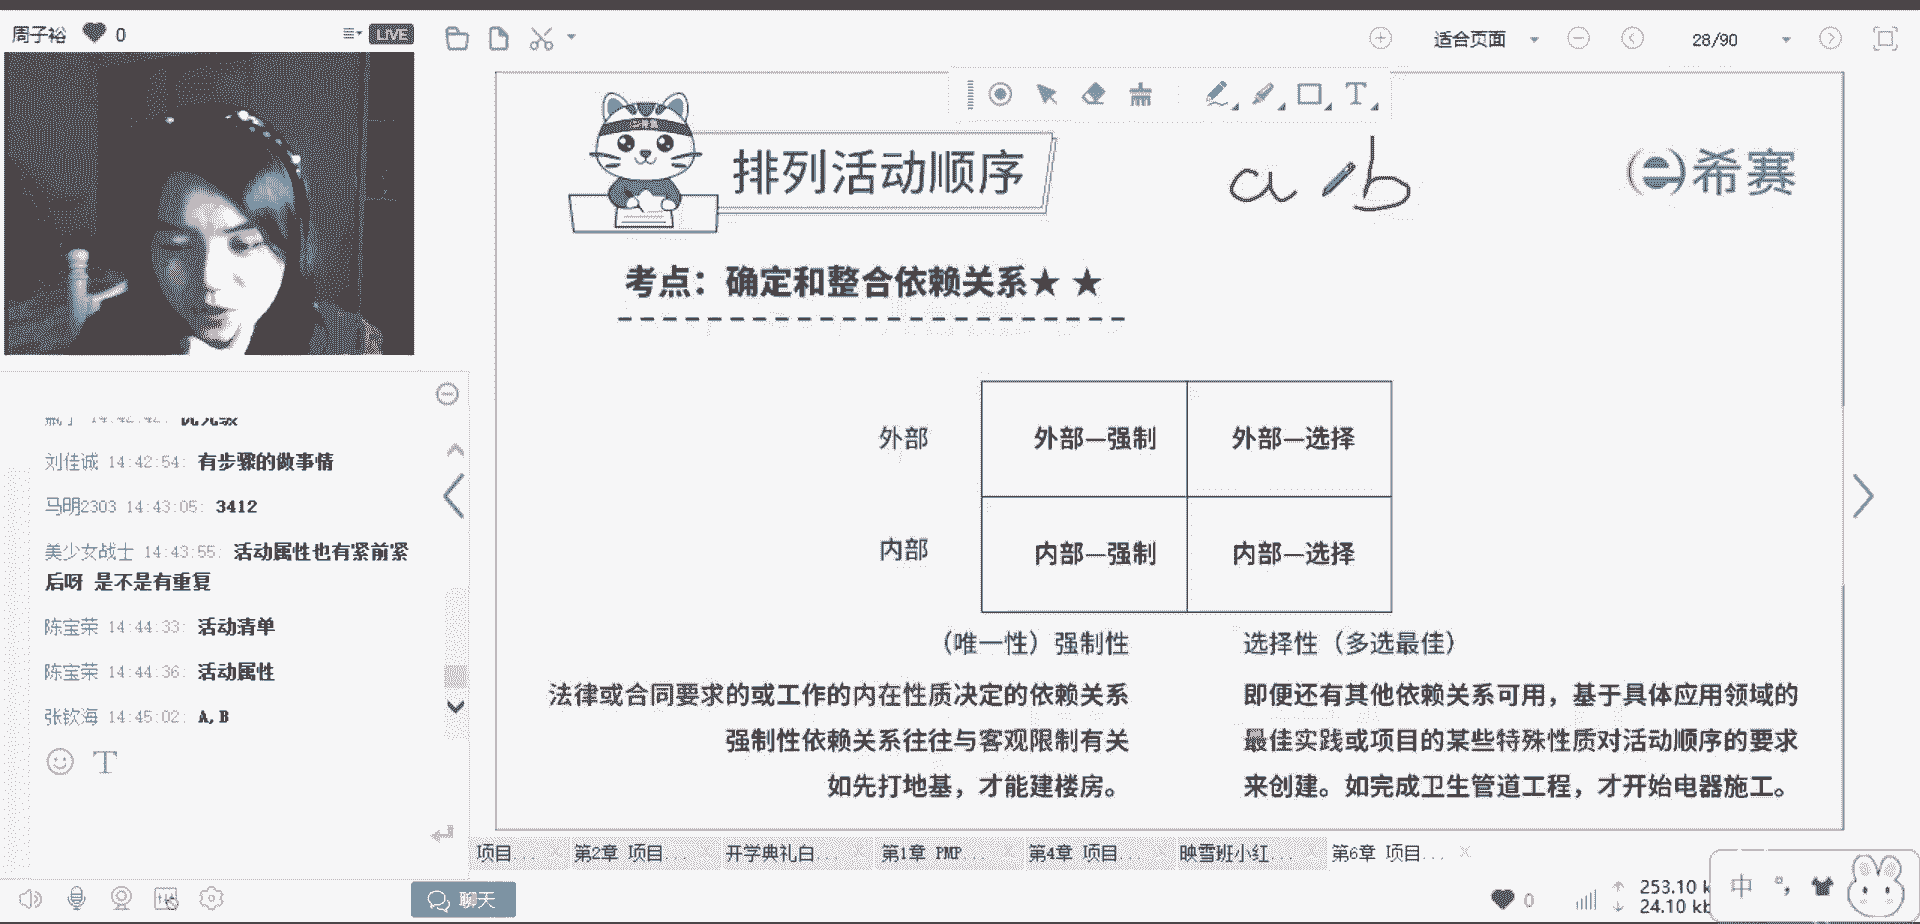 周子裕 0 LIVE
适合页面 28/90
排列活动顺序
a b
希赛
考点：确定和整合依赖关系★ ★
外部 外部—强制 外部—选择
内部 内部—强制 内部—选择
（唯一性）强制性 选择性（多选最佳）
法律或合同要求的或工作的内在性质决定的依赖关系
强制性依赖关系往往与客观限制有关
如先打地基，才能建楼房。
即便还有其他依赖关系可用，基于具体应用领域的
最佳实践或项目的某些特殊性质对活动顺序的要求
来创建。如完成卫生管道工程，才开始电器施工。
刘佳诚 14:42:54: 有步骤的做事情
马明2303 14:43:05: 3412
美少女战士 14:43:55: 活动属性也有紧前紧
后呀 是不是有重复
陈宝荣 14:44:33: 活动清单
陈宝荣 14:44:36: 活动属性
张钦海 14:45:02: A,B
T
项目... 第2章 项目... 开学典礼白... 第1章 PMP... 第4章 项目... 映雪班小红... 第6章 项目...
聊天
0
253.10 k
24.10 kb
中